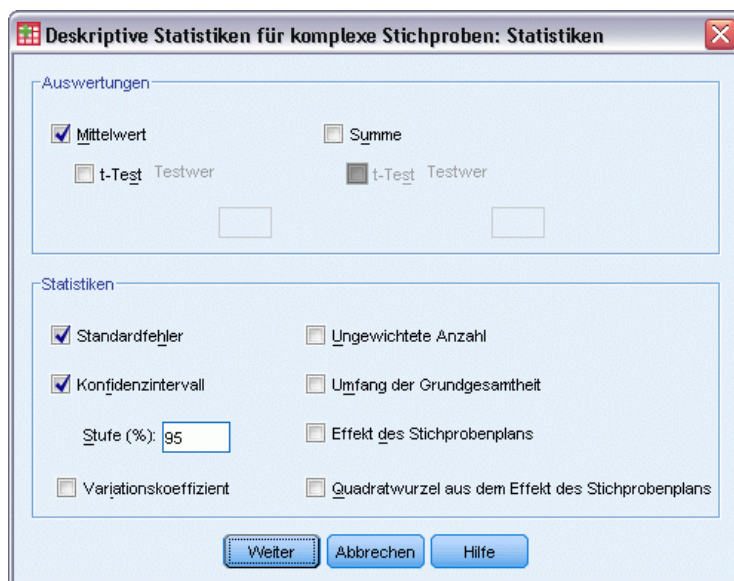 Deskriptive Statistiken für komplexe Stichproben: Statistiken
Auswertungen
Mittelwert
Summe
t-Test Testwer
t-Test Testwer
Statistiken
Standardfehler
Ungewichtete Anzahl
Konfidenzintervall
Umfang der Grundgesamtheit
Stufe (%): 95
Effekt des Stichprobenplans
Variationskoeffizient
Quadratwurzel aus dem Effekt des Stichprobenplans
Weiter Abbrechen Hilfe